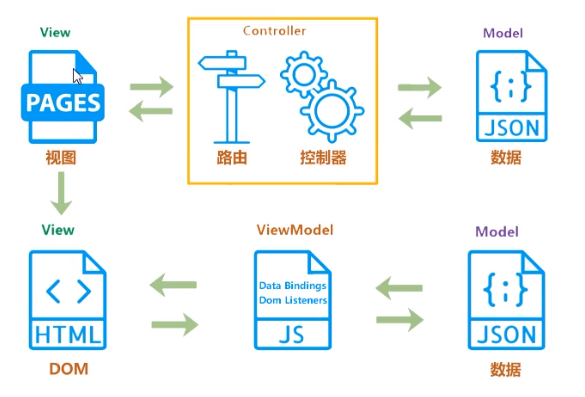 View
Controller
Model
PAGES
{;}
JSON
视图
路由
控制器
数据
View
ViewModel
Model
< >
Data Bindings
Dom Listeners
{;}
HTML
JS
JSON
DOM
数据